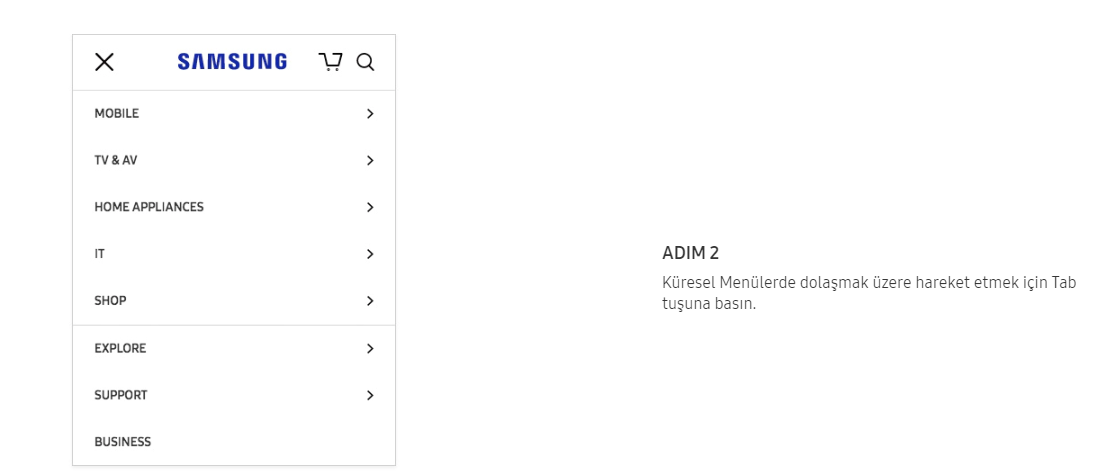 SAMSUNG
MOBILE
TV & AV
HOME APPLIANCES
IT
SHOP
EXPLORE
SUPPORT
BUSINESS
ADIM 2
Küresel Menülerde dolaşmak üzere hareket etmek için Tab
tuşuna basın.